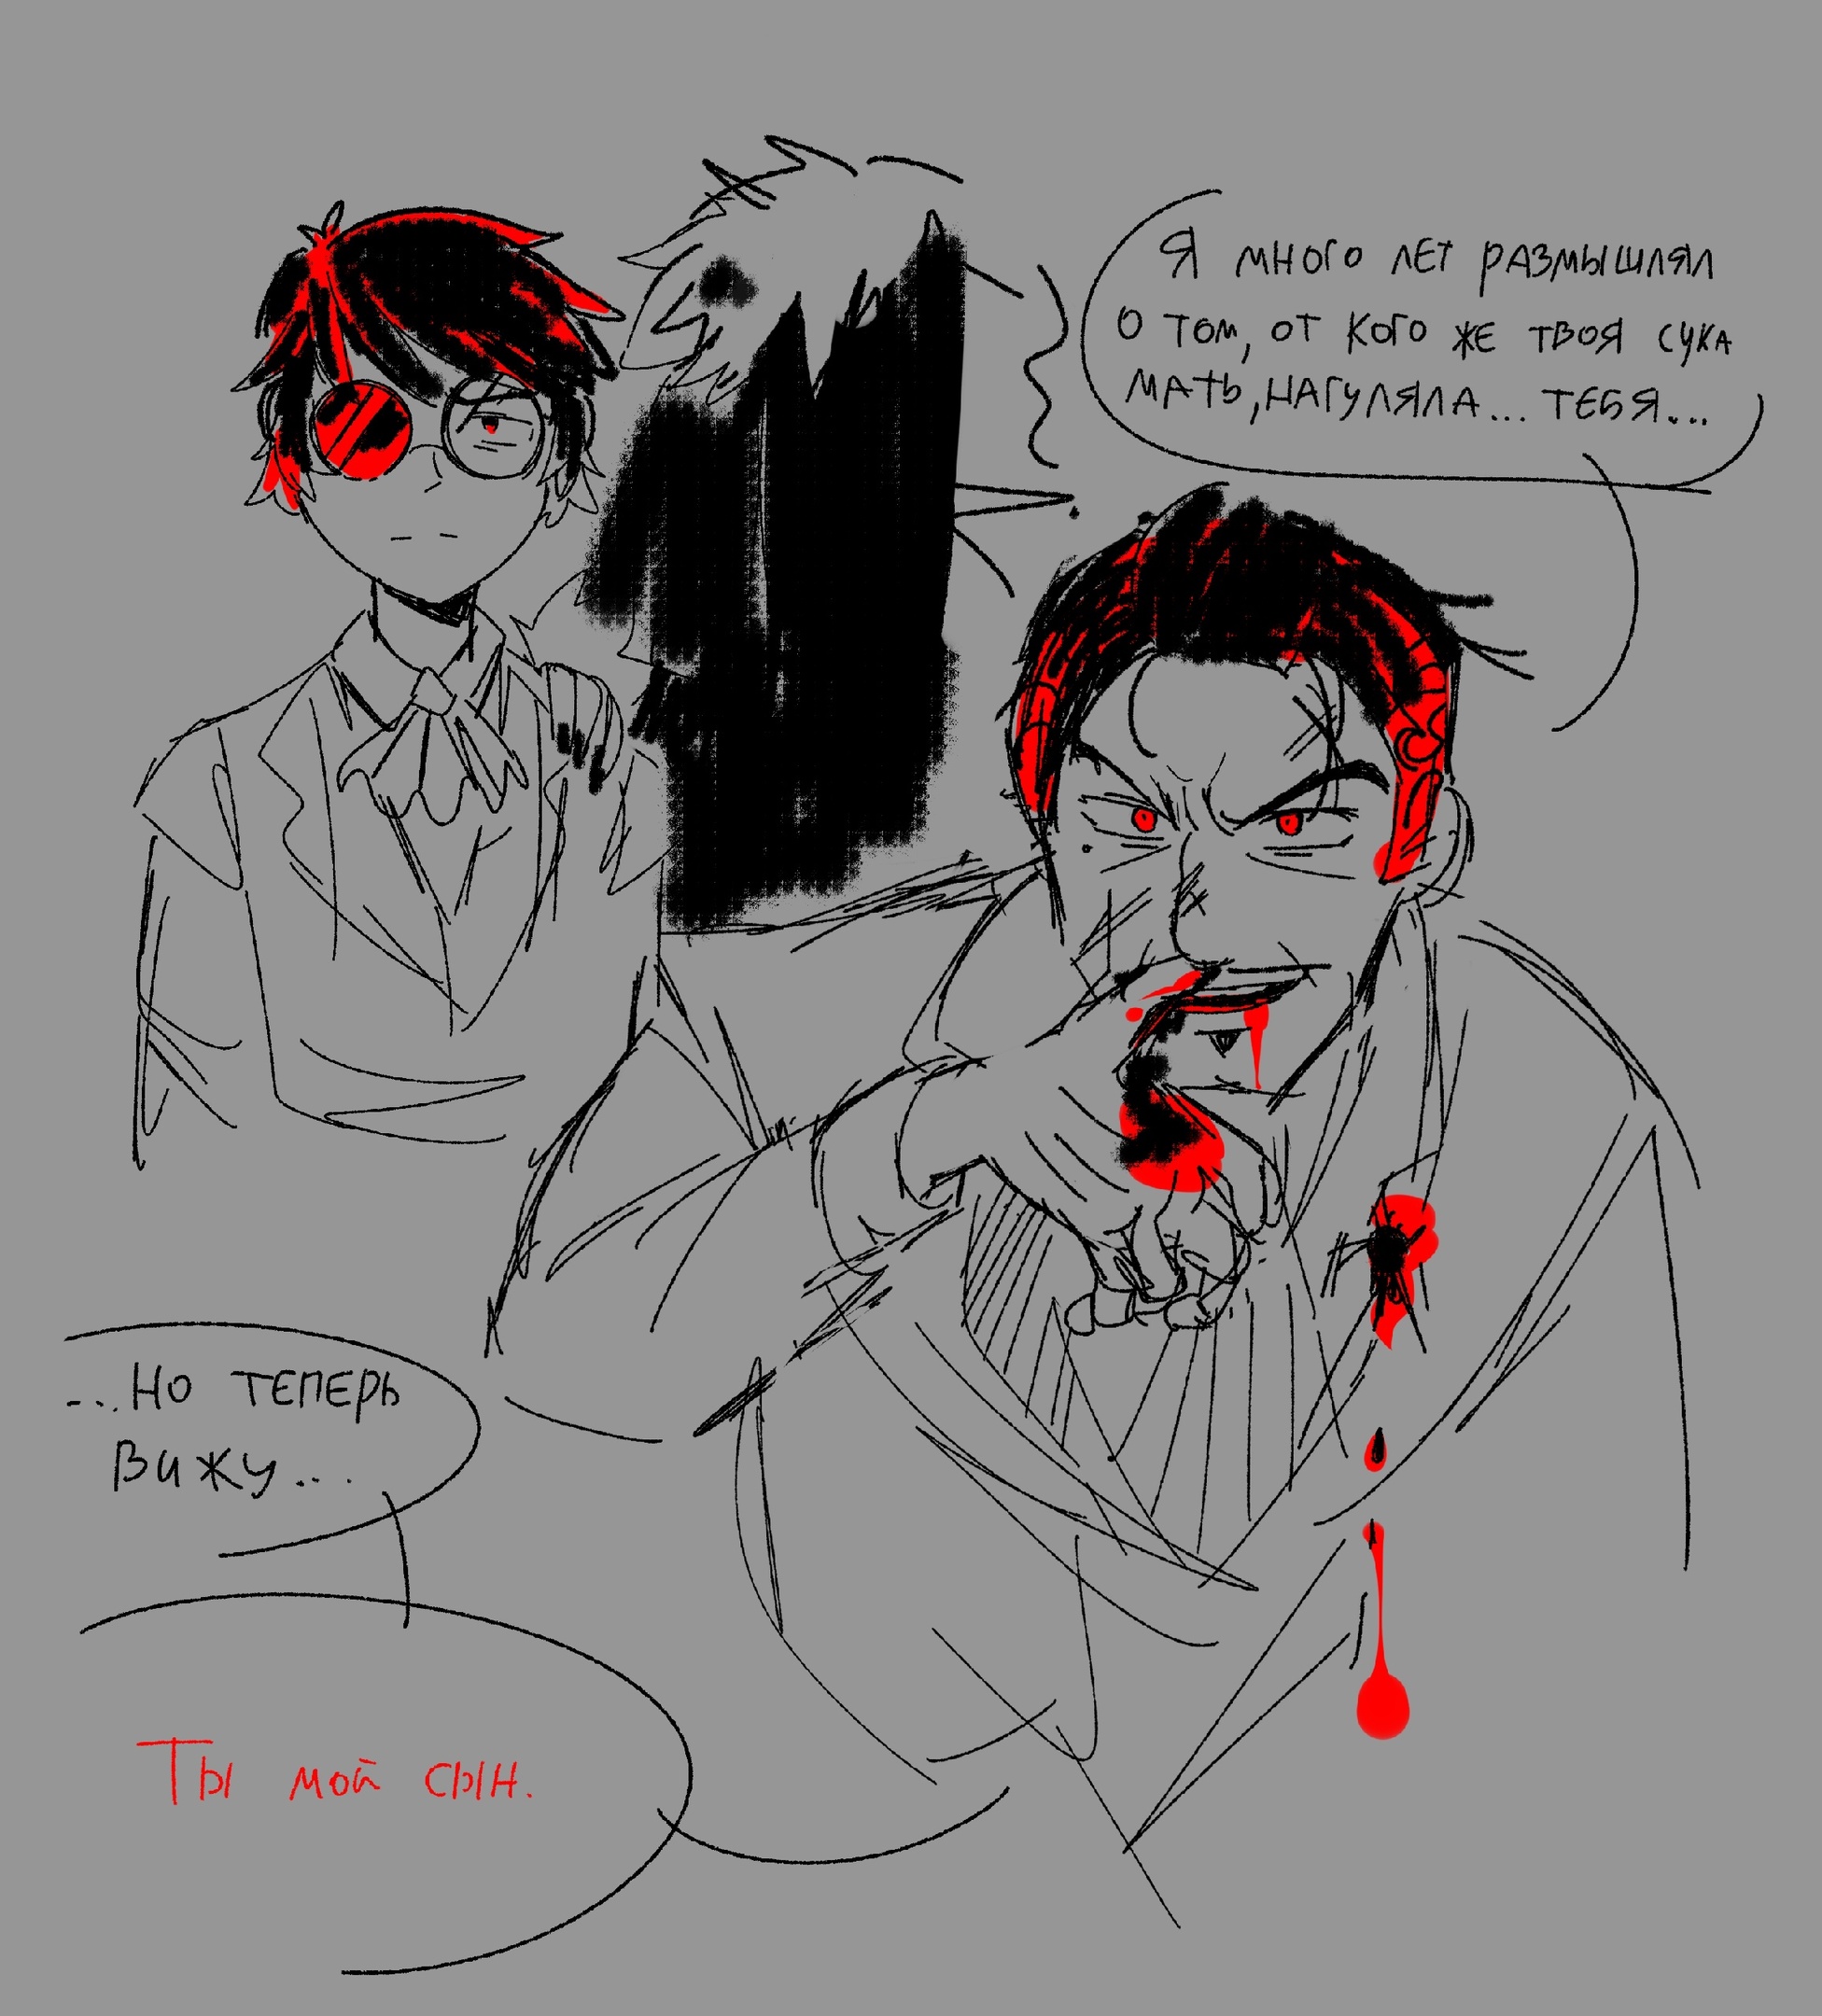 Я много лет размышлял
о том, от кого же твоя сука
мать, нагуляла... тебя...
...Но теперь
вижу...
Ты мой сын.